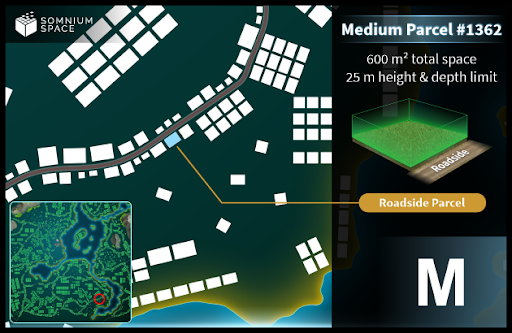 SOMNIUM
SPACE
Medium Parcel #1362
600 m² total space
25 m height & depth limit
Roadside
Roadside Parcel
M